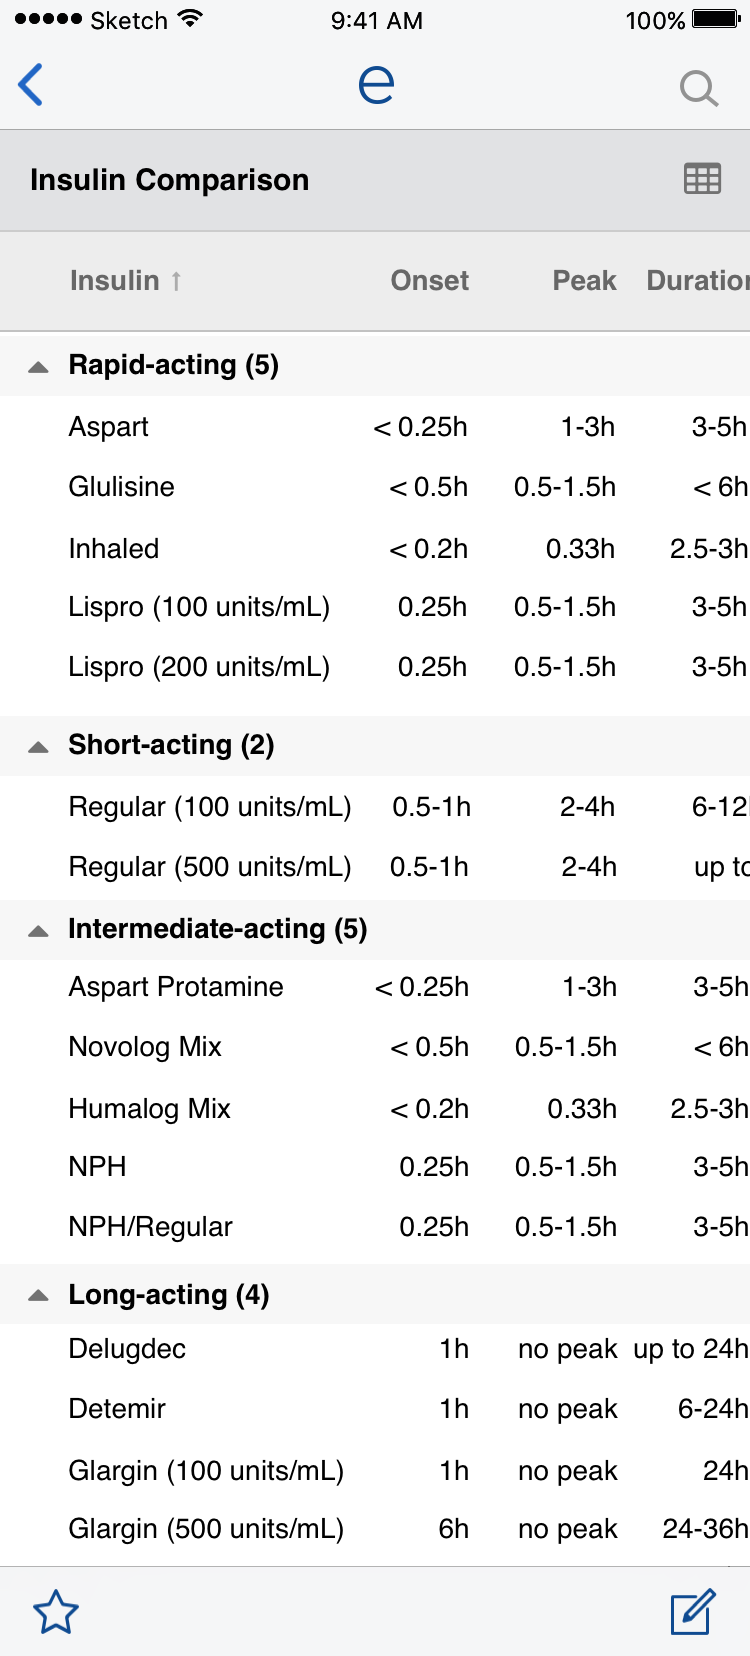 Sketch 9:41 AM 100%
e
Insulin Comparison
Insulin ↑ Onset Peak Duration
Rapid-acting (5)
Aspart < 0.25h 1-3h 3-5h
Glulisine < 0.5h 0.5-1.5h < 6h
Inhaled < 0.2h 0.33h 2.5-3h
Lispro (100 units/mL) 0.25h 0.5-1.5h 3-5h
Lispro (200 units/mL) 0.25h 0.5-1.5h 3-5h
Short-acting (2)
Regular (100 units/mL) 0.5-1h 2-4h 6-12h
Regular (500 units/mL) 0.5-1h 2-4h up to
Intermediate-acting (5)
Aspart Protamine < 0.25h 1-3h 3-5h
Novolog Mix < 0.5h 0.5-1.5h < 6h
Humalog Mix < 0.2h 0.33h 2.5-3h
NPH 0.25h 0.5-1.5h 3-5h
NPH/Regular 0.25h 0.5-1.5h 3-5h
Long-acting (4)
Delugdec 1h no peak up to 24h
Detemir 1h no peak 6-24h
Glargin (100 units/mL) 1h no peak 24h
Glargin (500 units/mL) 6h no peak 24-36h